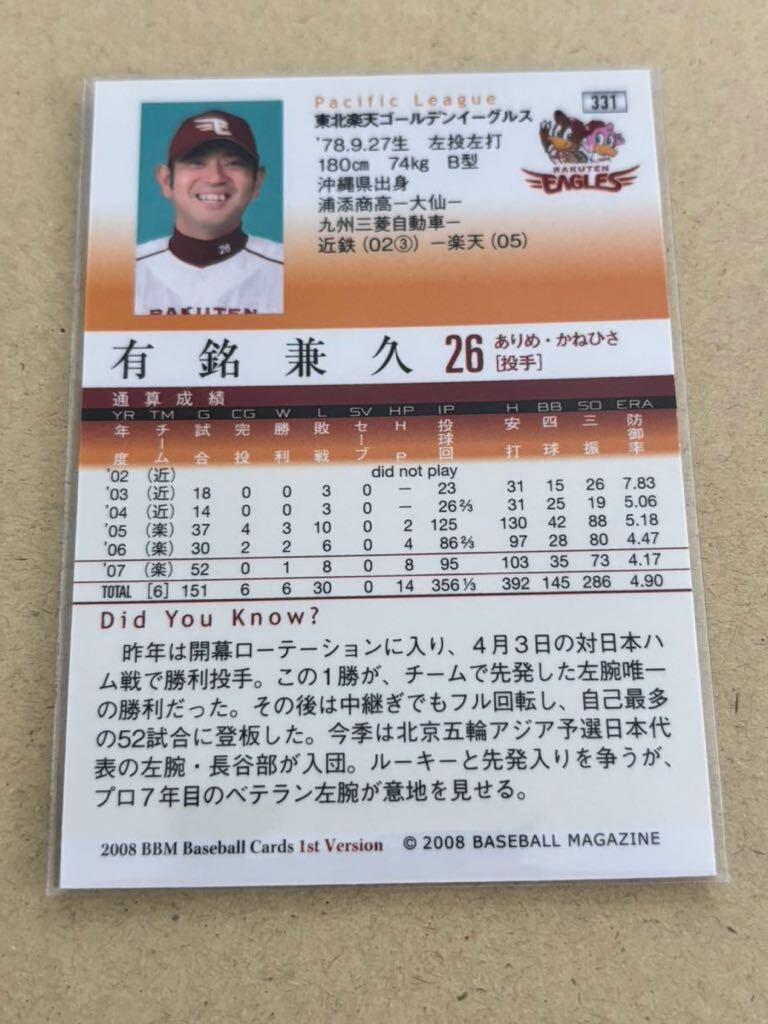 Pacific League
331
東北楽天ゴールデンイーグルス
'78.9.27生 左投左打
180cm 74kg B型
沖縄県出身
浦添商高ー大仙ー
九州三菱自動車ー
近鉄(02③)ー楽天(05)
RAKUTEN
EAGLES
26
RAKUTEN
有銘兼久 26 ありめ・かねひさ
[投手]
通算成績
YR TM G CG W L SV HP IP H BB SO ERA
年度 チーム 試合 完投 勝利 敗戦 セーブ HP 投球回 安打 四球 三振 防御率
'02 (近) did not play
'03 (近) 18 0 0 3 0 − 23 31 15 26 7.83
'04 (近) 14 0 0 3 0 − 26⅔ 31 25 19 5.06
'05 (楽) 37 4 3 10 0 2 125 130 42 88 5.18
'06 (楽) 30 2 2 6 0 4 86⅔ 97 28 80 4.47
'07 (楽) 52 0 1 8 0 8 95 103 35 73 4.17
TOTAL [6] 151 6 6 30 0 14 356⅓ 392 145 286 4.90
Did You Know?
昨年は開幕ローテーションに入り、4月3日の対日本ハ
ム戦で勝利投手。この1勝が、チームで先発した左腕唯一
の勝利だった。その後は中継ぎでもフル回転し、自己最多
の52試合に登板した。今季は北京五輪アジア予選日本代
表の左腕・長谷部が入団。ルーキーと先発入りを争うが、
プロ7年目のベテラン左腕が意地を見せる。
2008 BBM Baseball Cards 1st Version © 2008 BASEBALL MAGAZINE